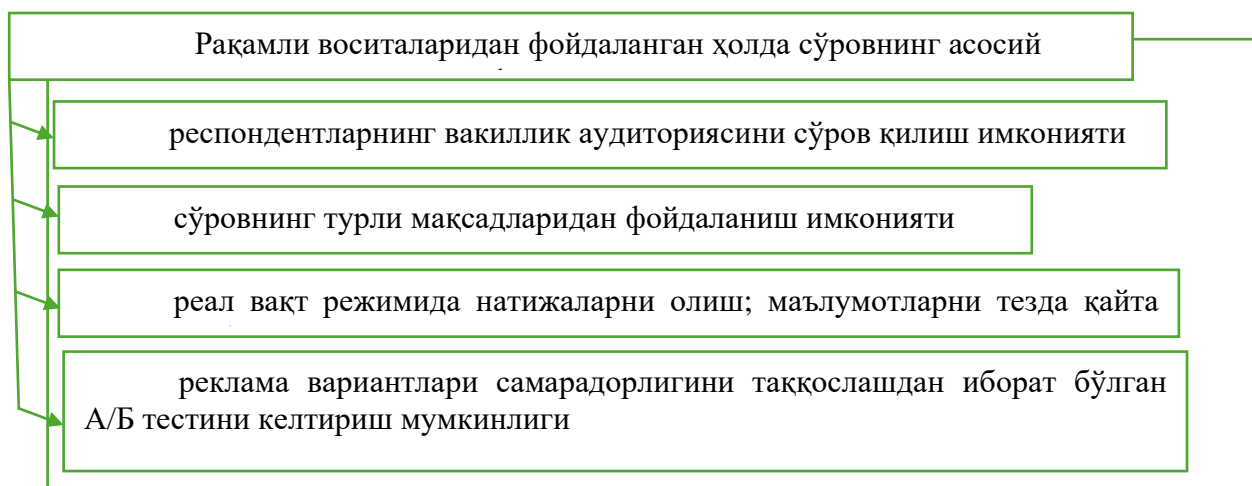 Рақамли воситаларидан фойдаланган ҳолда сўровнинг асосий
респондентларнинг вакиллик аудиториясини сўров қилиш имконияти
сўровнинг турли мақсадларидан фойдаланиш имконияти
реал вақт режимида натижаларни олиш; маълумотларни тезда қайта
реклама вариантлари самарадорлигини таққослашдан иборат бўлган
А/Б тестини келтириш мумкинлиги